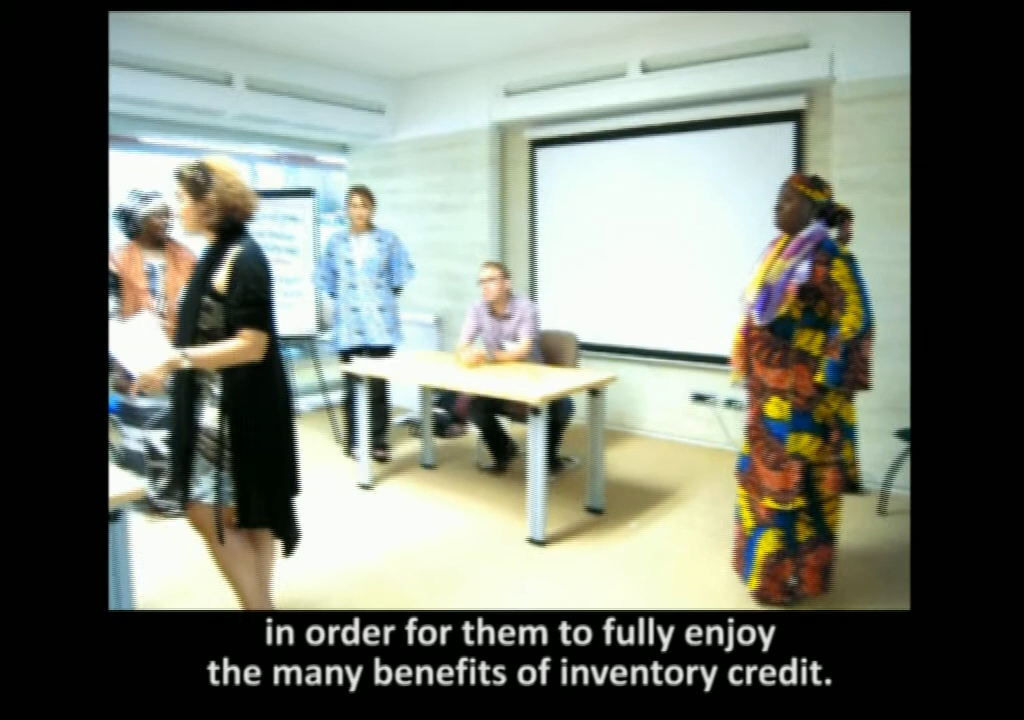 in order for them to fully enjoy
the many benefits of inventory credit.